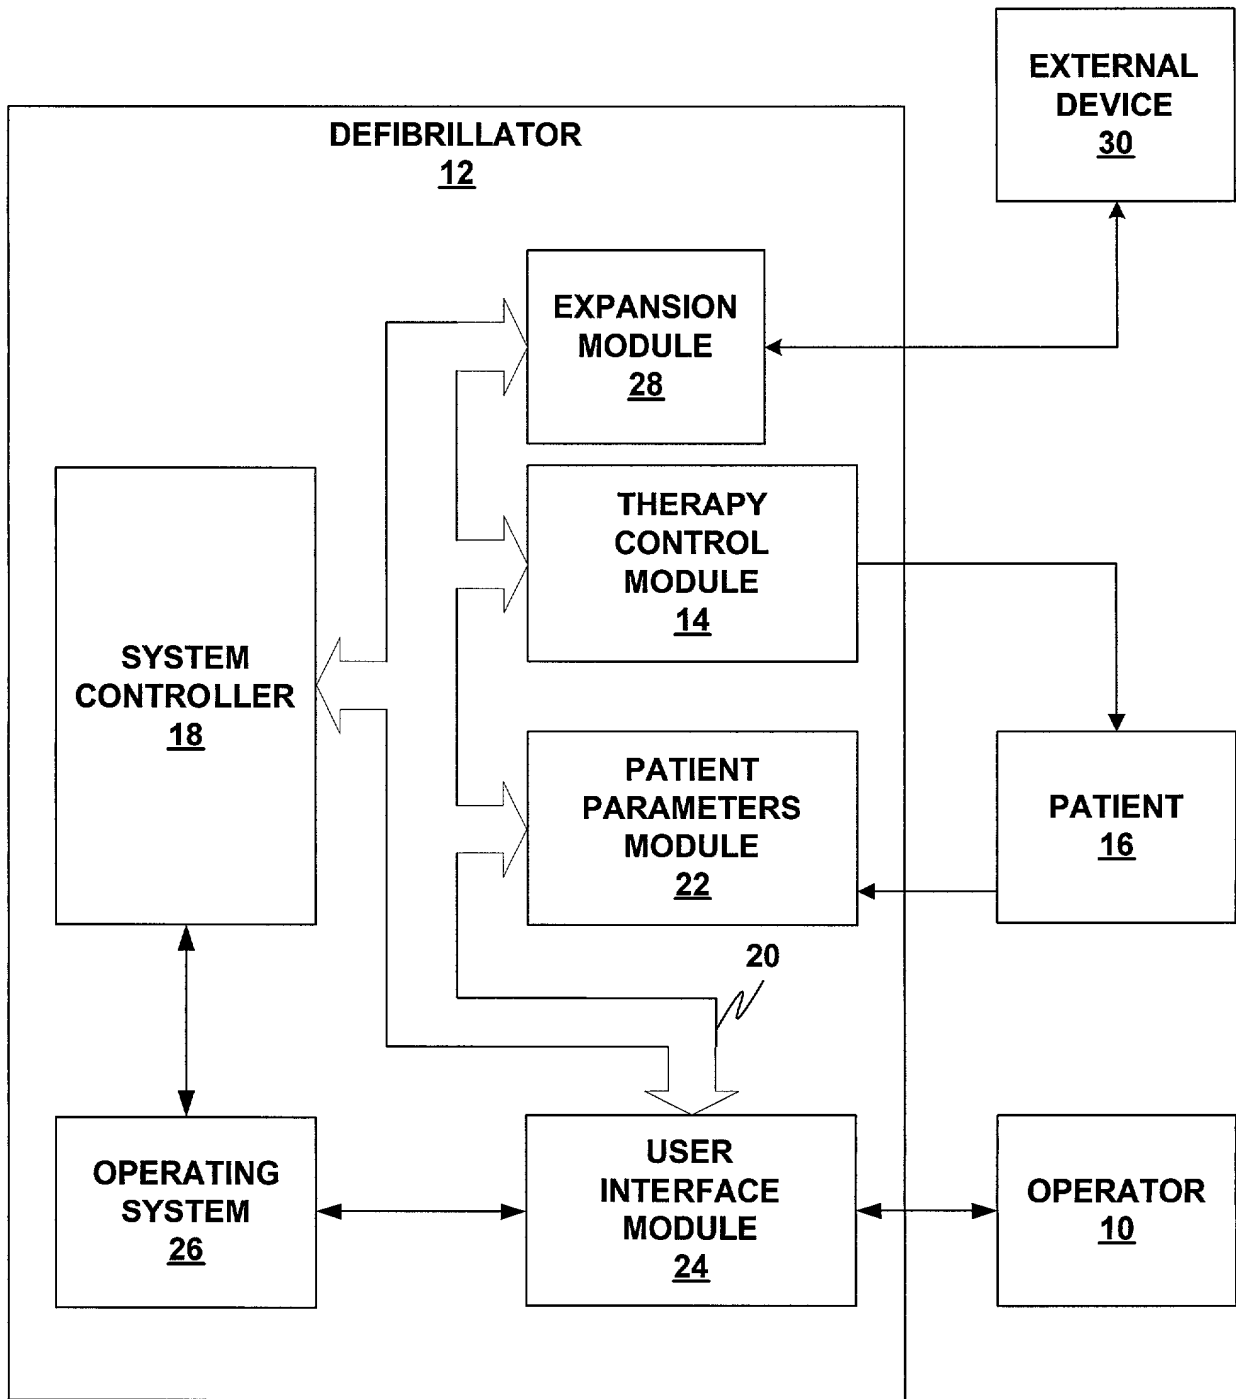 EXTERNAL
DEVICE
30
DEFIBRILLATOR
12
EXPANSION
MODULE
28
THERAPY
CONTROL
MODULE
14
SYSTEM
CONTROLLER
18
PATIENT
PARAMETERS
MODULE
22
PATIENT
16
20
OPERATING
SYSTEM
26
USER
INTERFACE
MODULE
24
OPERATOR
10